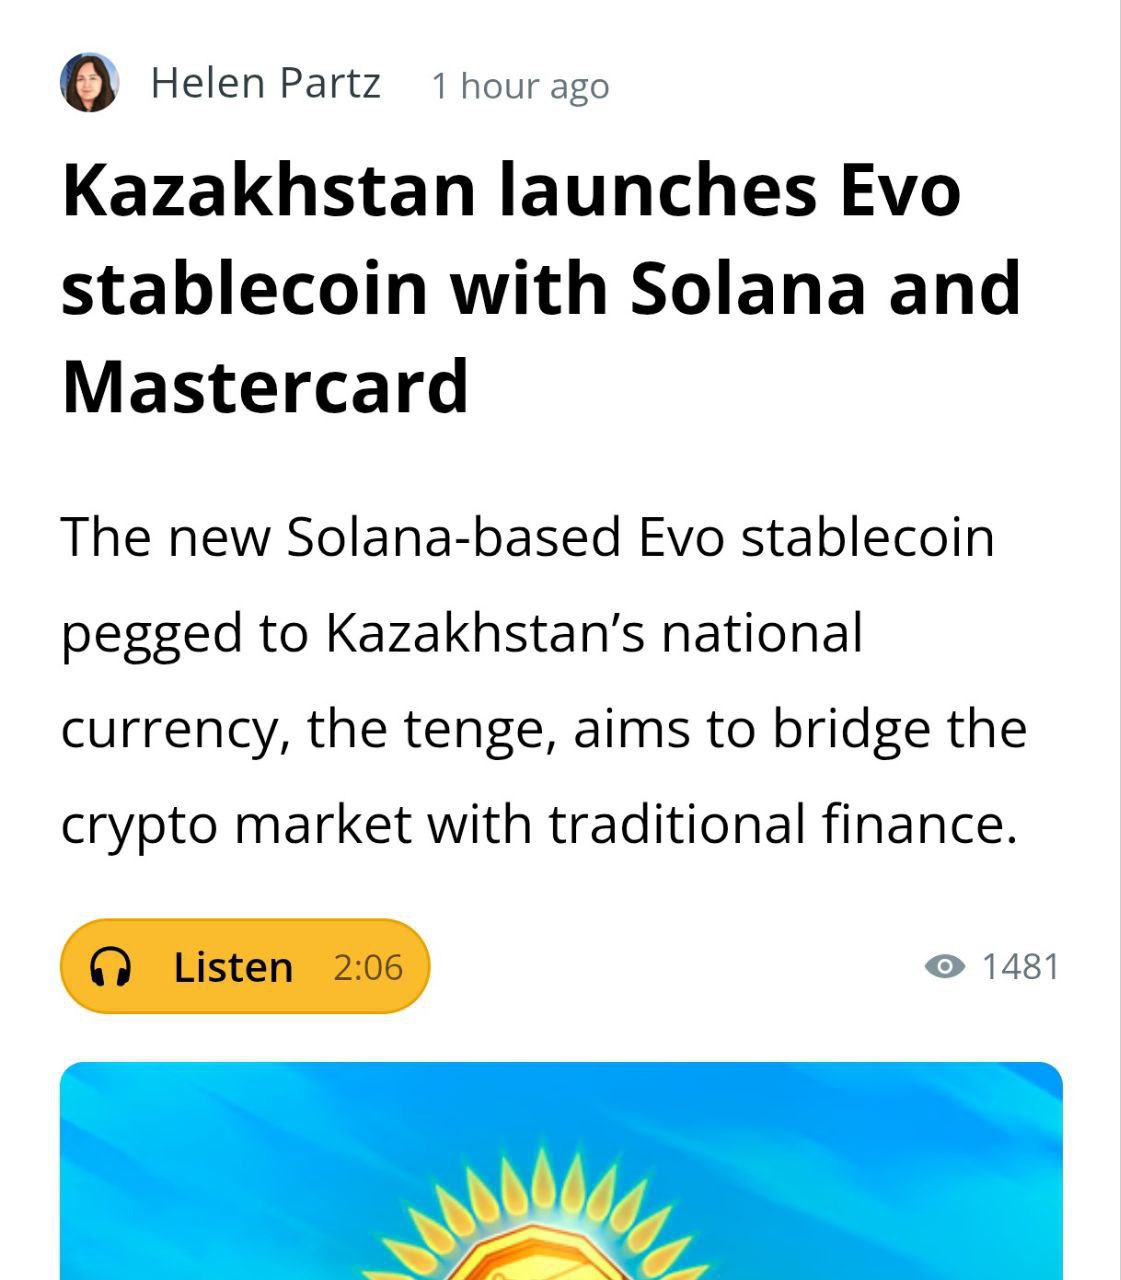 Helen Partz 1 hour ago
Kazakhstan launches Evo
stablecoin with Solana and
Mastercard
The new Solana-based Evo stablecoin
pegged to Kazakhstan’s national
currency, the tenge, aims to bridge the
crypto market with traditional finance.
Listen 2:06 1481